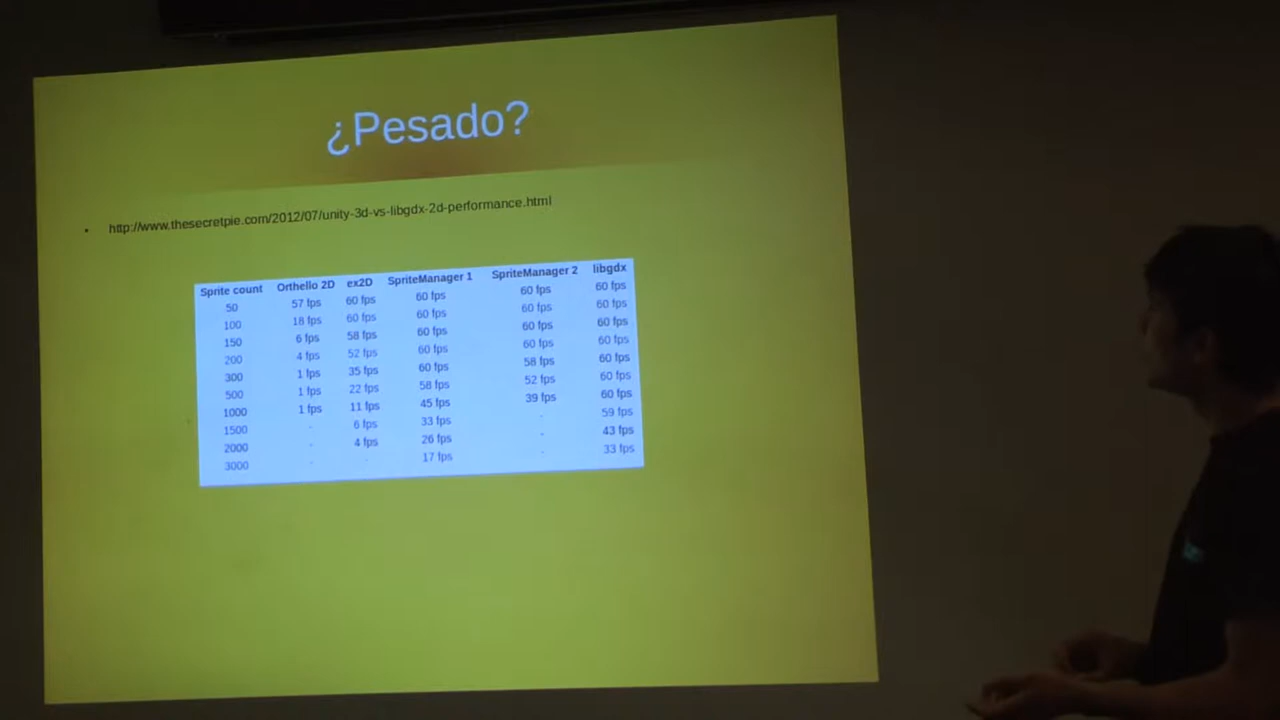 ¿Pesado?
• http://www.thesecretpie.com/2012/07/unity-3d-vs-libgdx-2d-performance.html
Sprite count Orthello 2D ex2D SpriteManager 1 SpriteManager 2 libgdx
50 57 fps 60 fps 60 fps 60 fps 60 fps
100 18 fps 60 fps 60 fps 60 fps 60 fps
150 6 fps 58 fps 60 fps 60 fps 60 fps
200 4 fps 52 fps 60 fps 60 fps 60 fps
300 1 fps 35 fps 60 fps 58 fps 60 fps
500 1 fps 22 fps 58 fps 52 fps 60 fps
1000 1 fps 11 fps 45 fps 39 fps 60 fps
1500 - 6 fps 33 fps - 59 fps
2000 - 4 fps 26 fps - 43 fps
3000 - - 17 fps - 33 fps